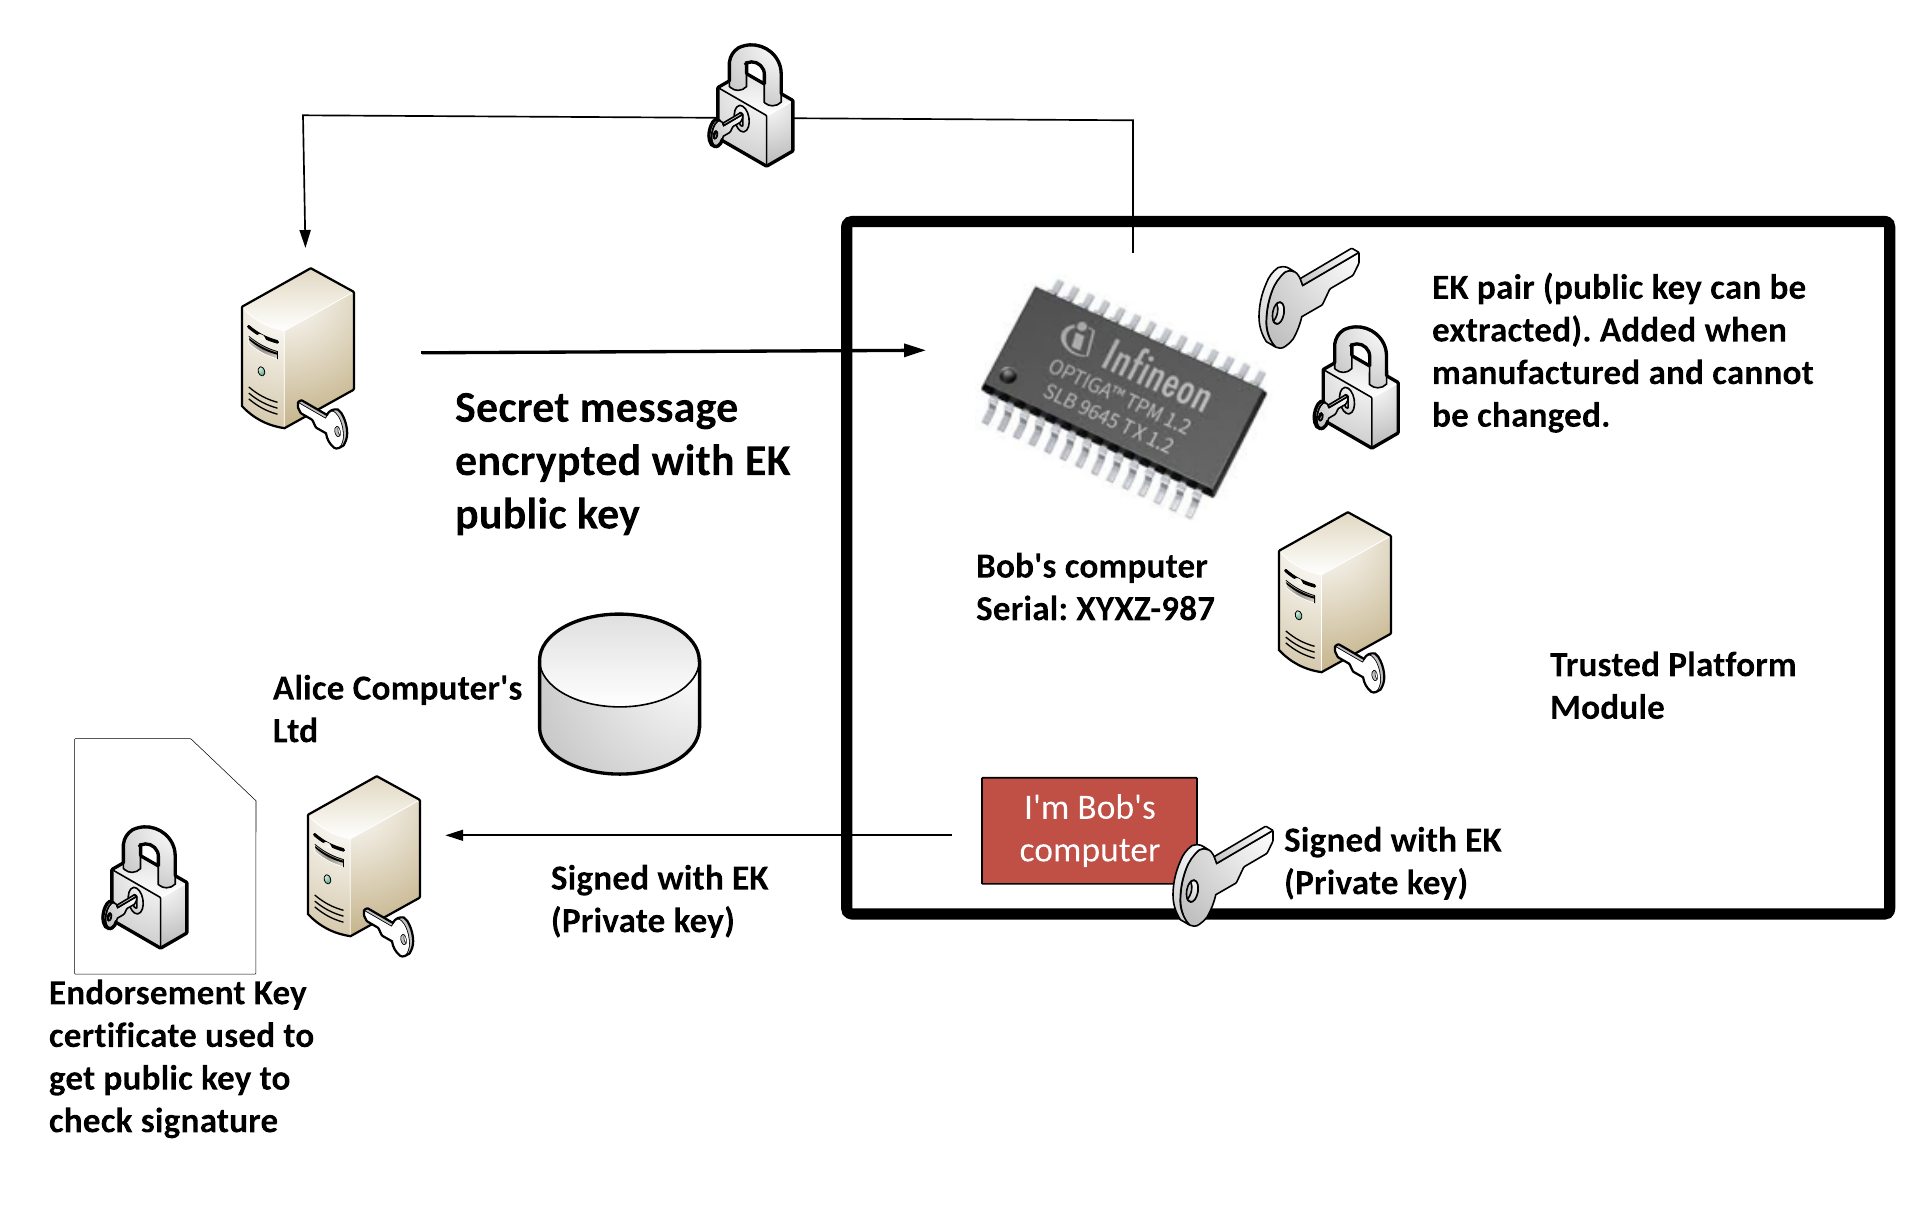 EK pair (public key can be
extracted). Added when
manufactured and cannot
be changed.
Infineon
OPTIGA™ TPM 1.2
SLB 9645 TX1.2
Secret message
encrypted with EK
public key
Bob's computer
Serial: XYXZ-987
Trusted Platform
Module
Alice Computer's
Ltd
I'm Bob's
computer
Signed with EK
(Private key)
Signed with EK
(Private key)
Endorsement Key
certificate used to
get public key to
check signature